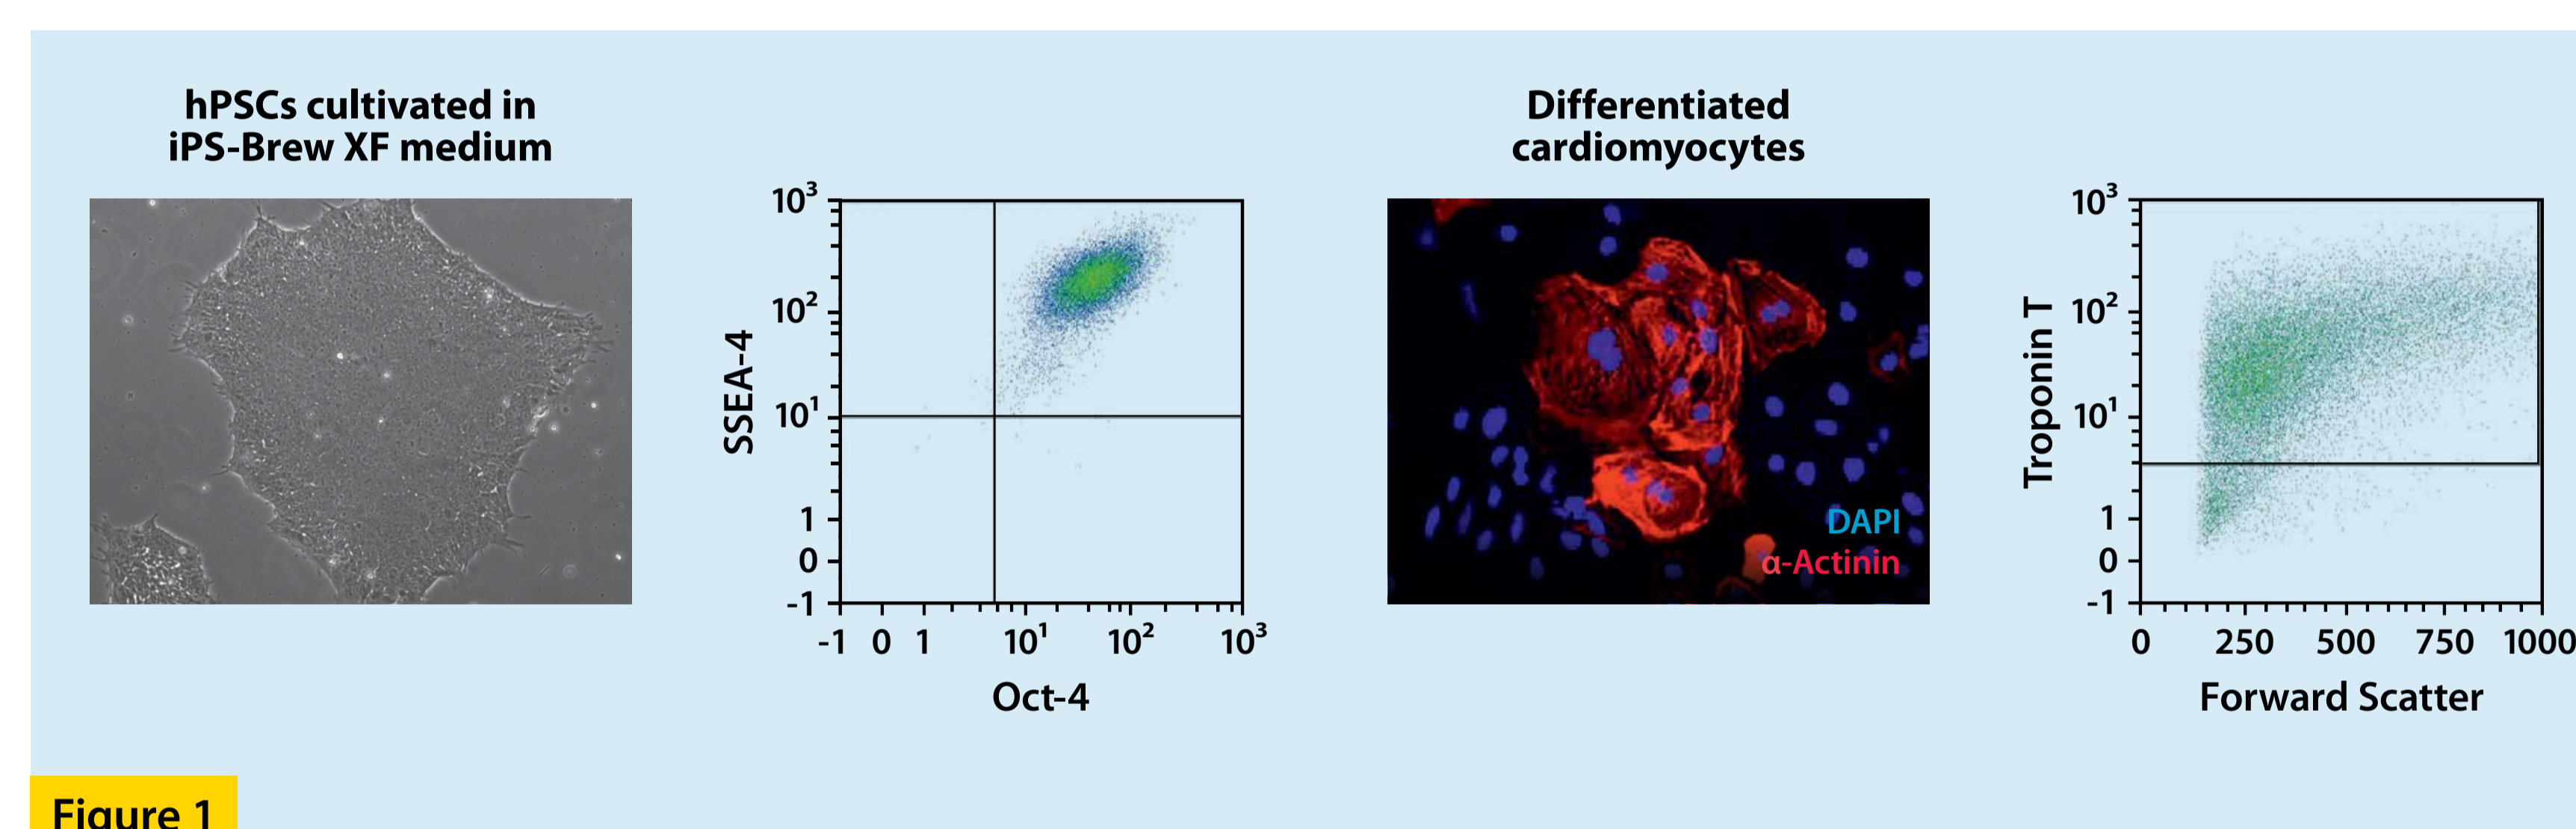 hPSCs cultivated in
iPS-Brew XF medium
10³
10²
10¹
1
0
-1
SSEA-4
-1 0 1 10¹ 10² 10³
Oct-4
Differentiated
cardiomyocytes
DAPI
α-Actinin
10³
10²
10¹
1
0
-1
Troponin T
0 250 500 750 1000
Forward Scatter
Figure 1